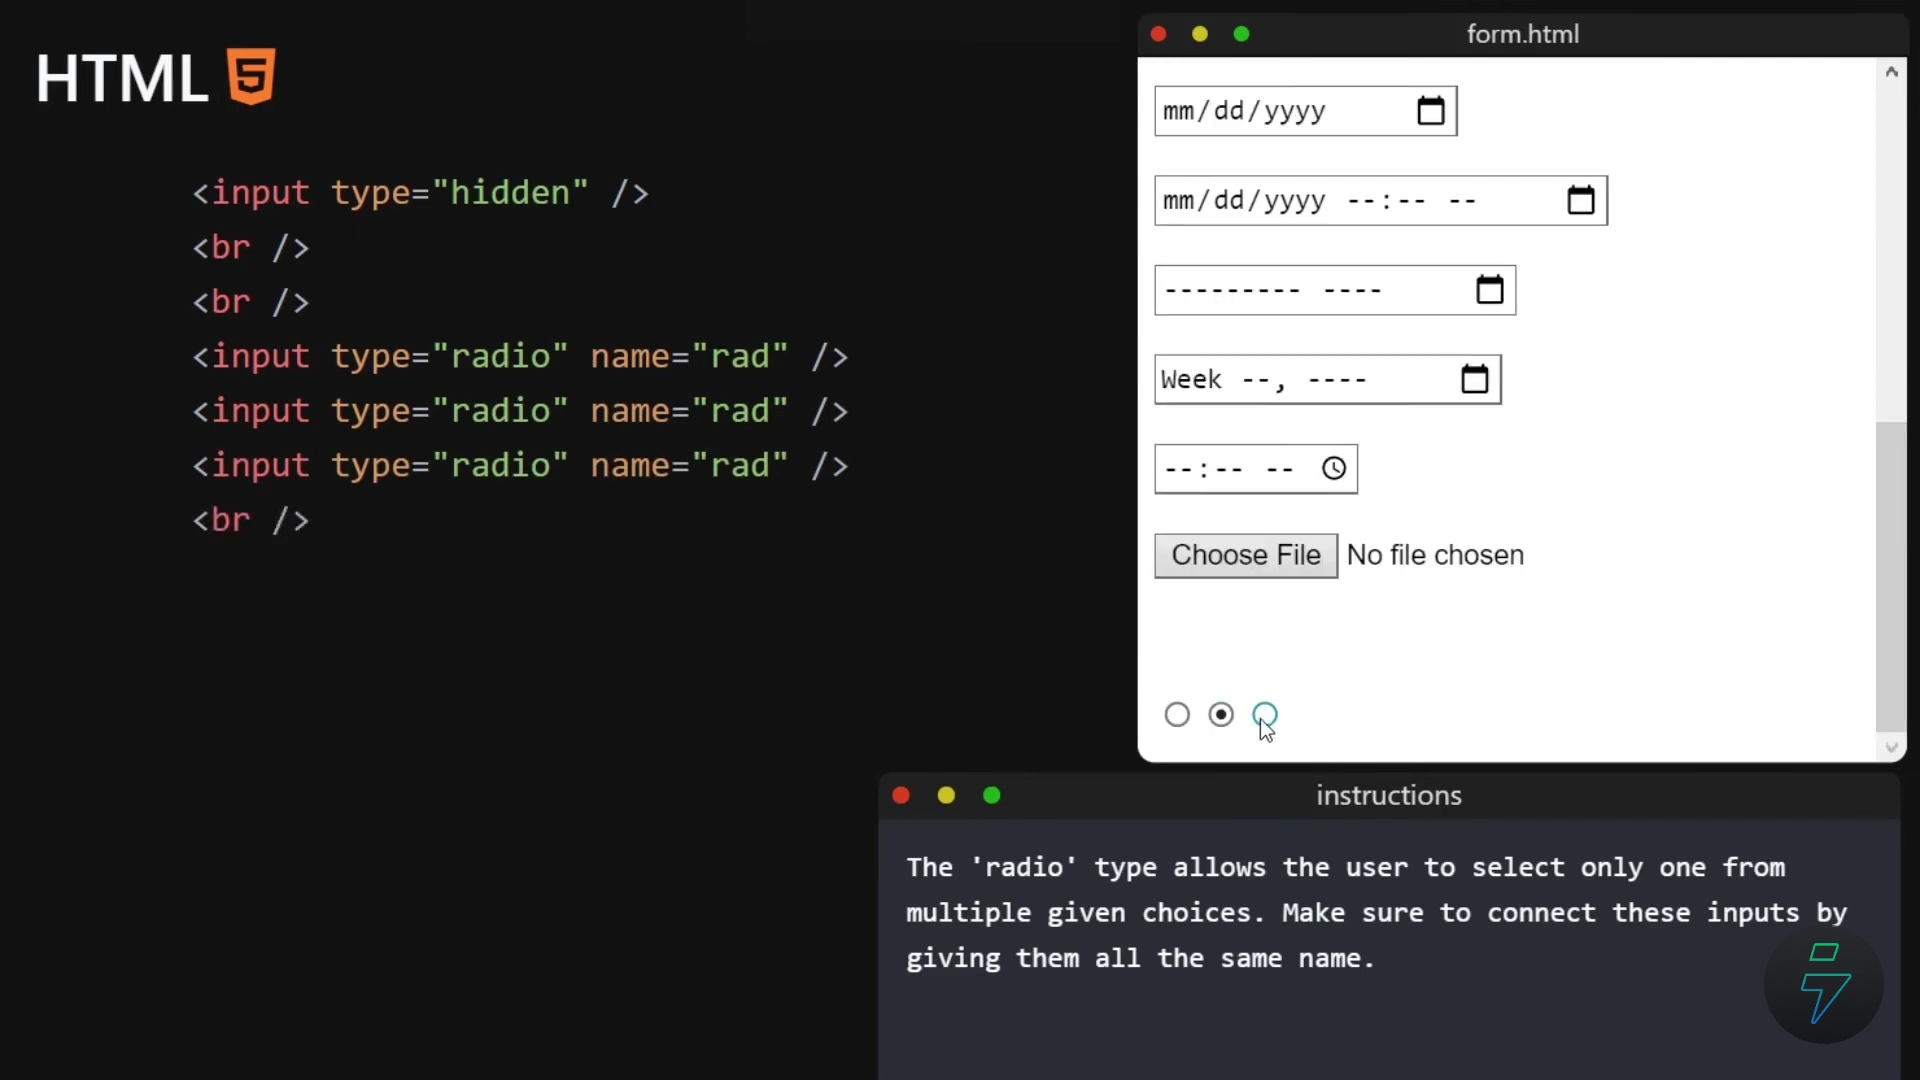 HTML 5
<input type="hidden" />
<br />
<br />
<input type="radio" name="rad" />
<input type="radio" name="rad" />
<input type="radio" name="rad" />
<br />
form.html
mm/dd/yyyy
mm/dd/yyyy --:-- --
--------- ----
Week --, ----
--:-- --
Choose File No file chosen
instructions
The 'radio' type allows the user to select only one from
multiple given choices. Make sure to connect these inputs by
giving them all the same name.